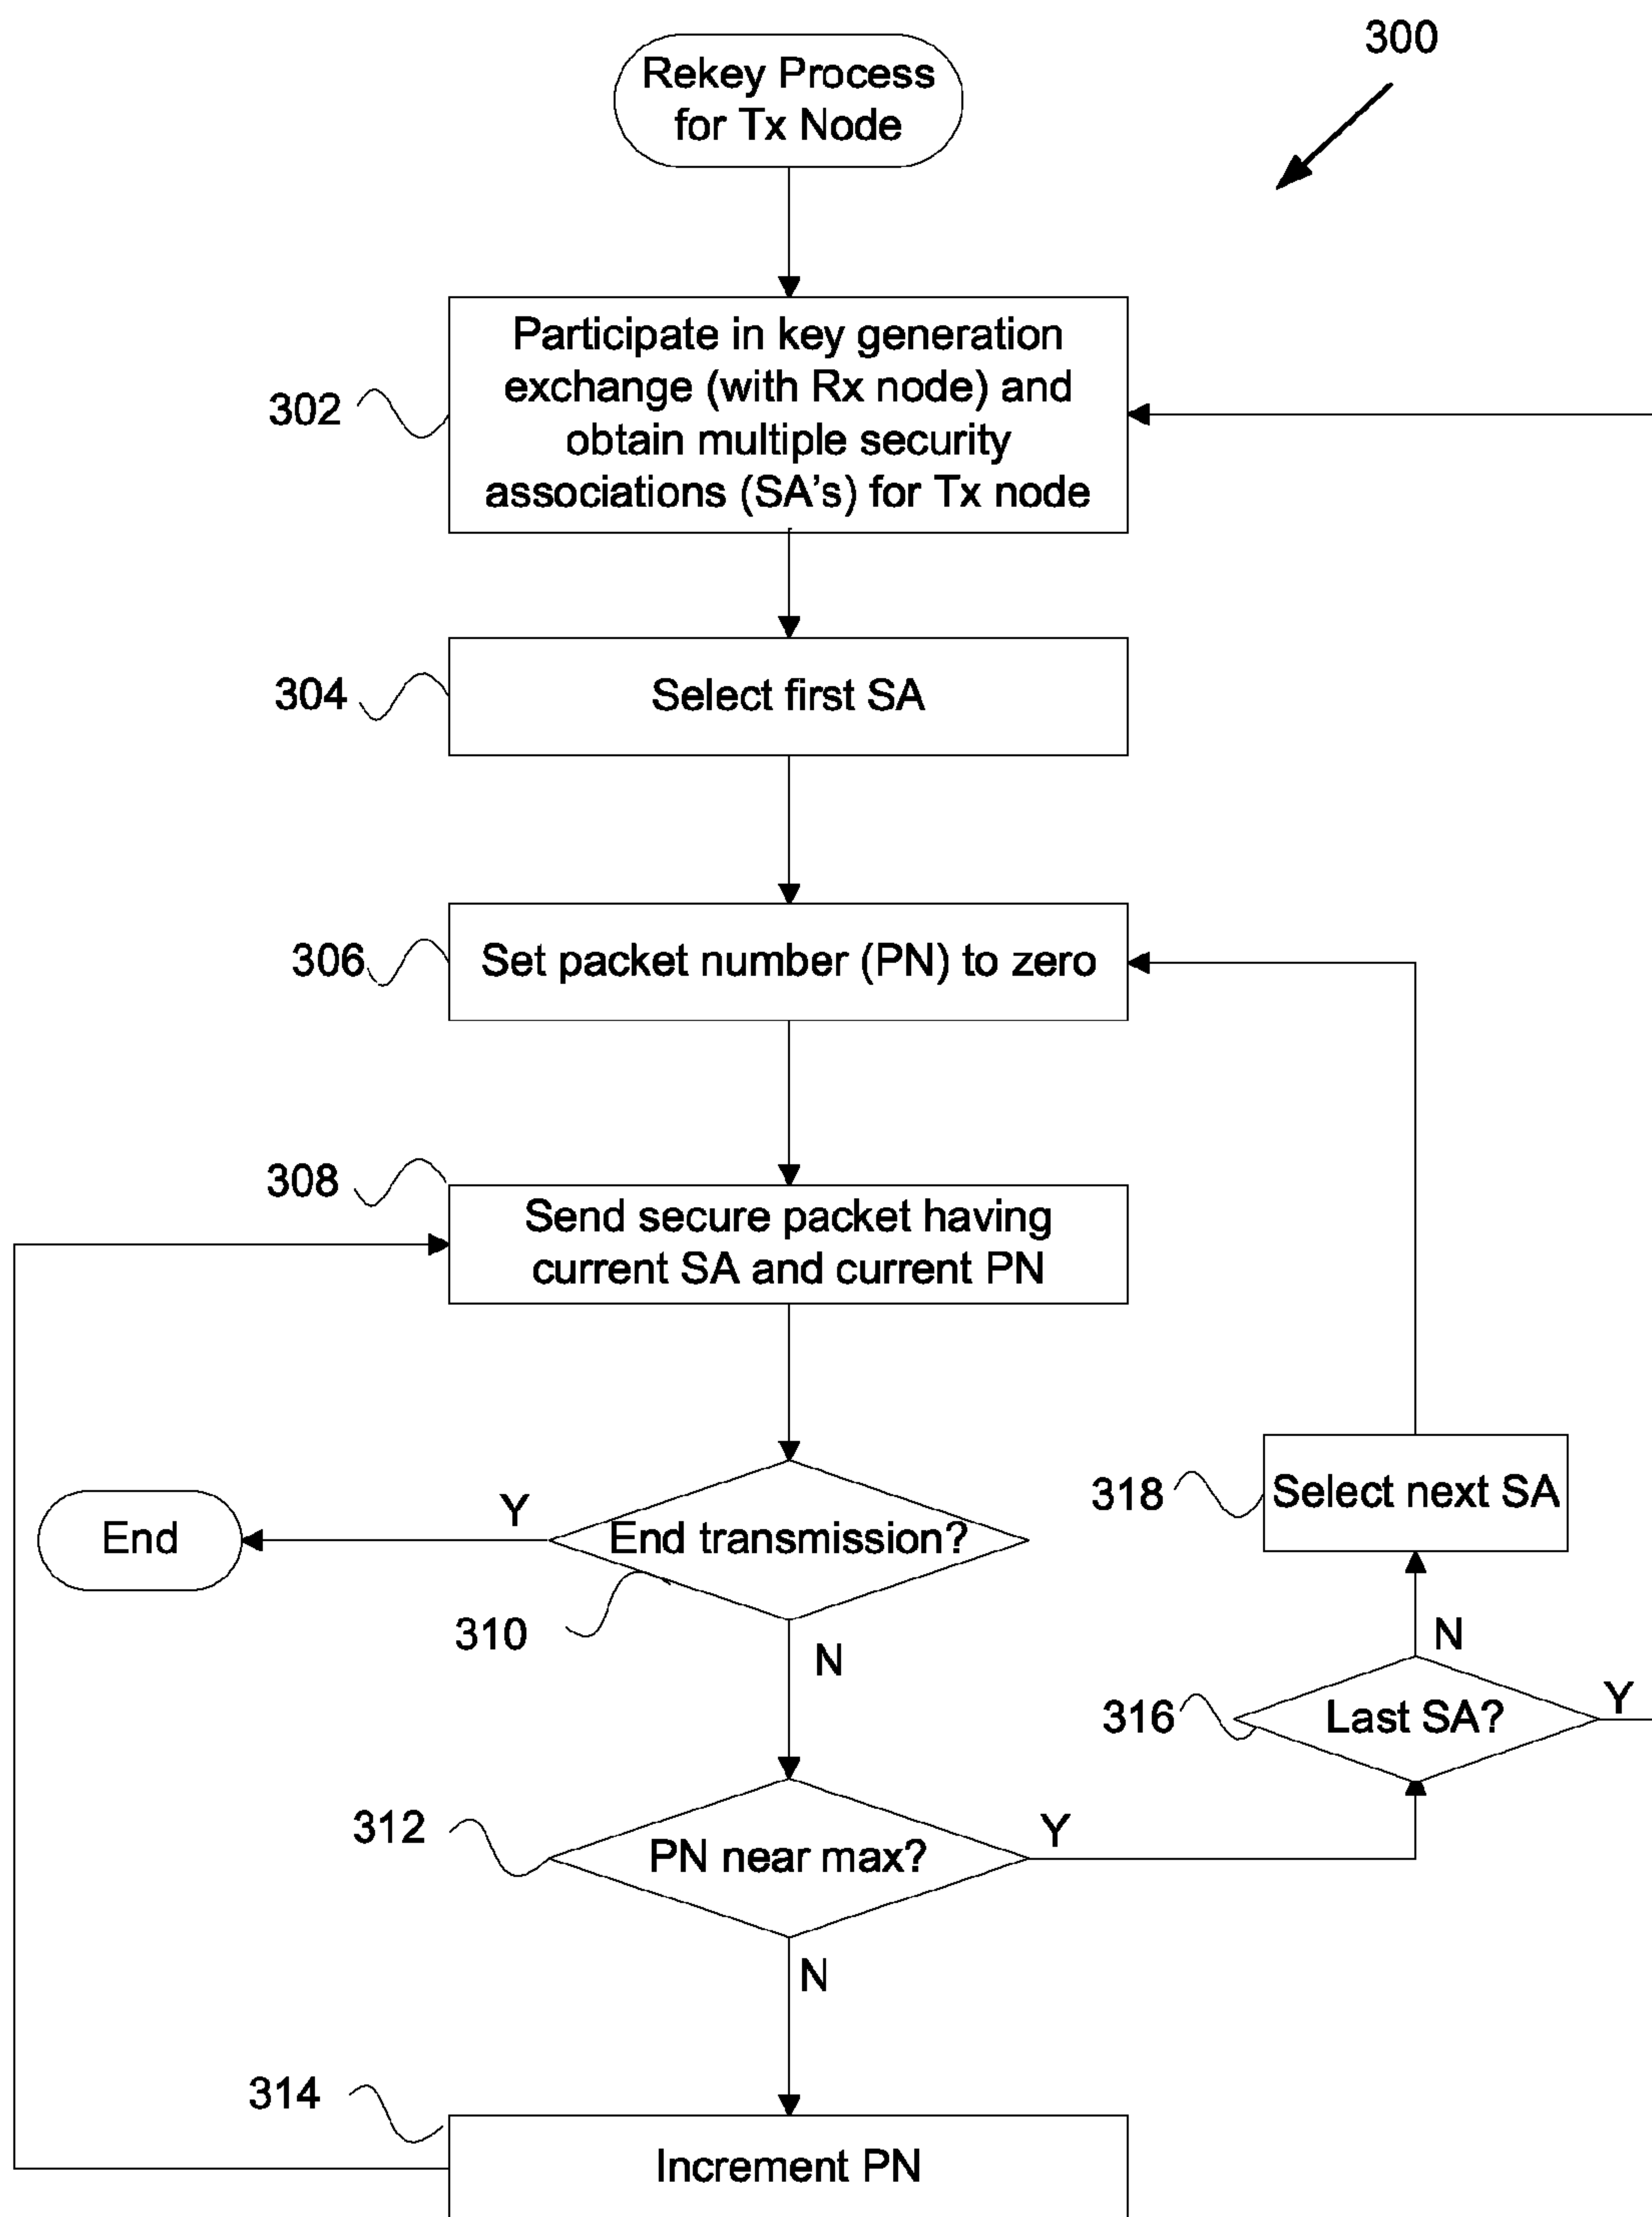 300
Rekey Process
for Tx Node
302
Participate in key generation
exchange (with Rx node) and
obtain multiple security
associations (SA's) for Tx node
304
Select first SA
306
Set packet number (PN) to zero
308
Send secure packet having
current SA and current PN
End
Y
End transmission?
310
N
318
Select next SA
N
316
Last SA?
Y
312
PN near max?
Y
N
314
Increment PN